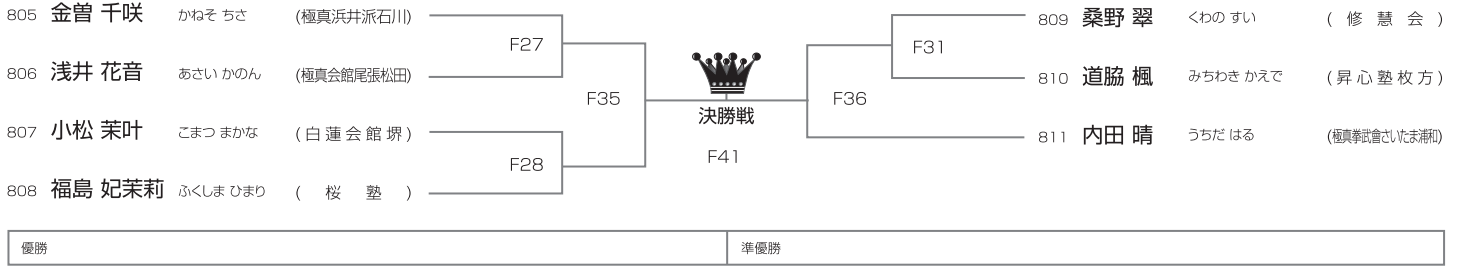 805 金曽 千咲 かねそ ちさ (極真浜井派石川)
F27
806 浅井 花音 あさい かのん (極真会館尾張松田)
F35
807 小松 茉叶 こまつ まかな (白蓮会館堺)
F28
808 福島 妃茉莉 ふくしま ひまり (桜塾)
決勝戦
F41
809 桑野 翠 くわの すい (修慧会)
F31
810 道脇 楓 みちわき かえで (昇心塾枚方)
F36
811 内田 晴 うちだ はる (極真拳武會さいたま浦和)
優勝
準優勝